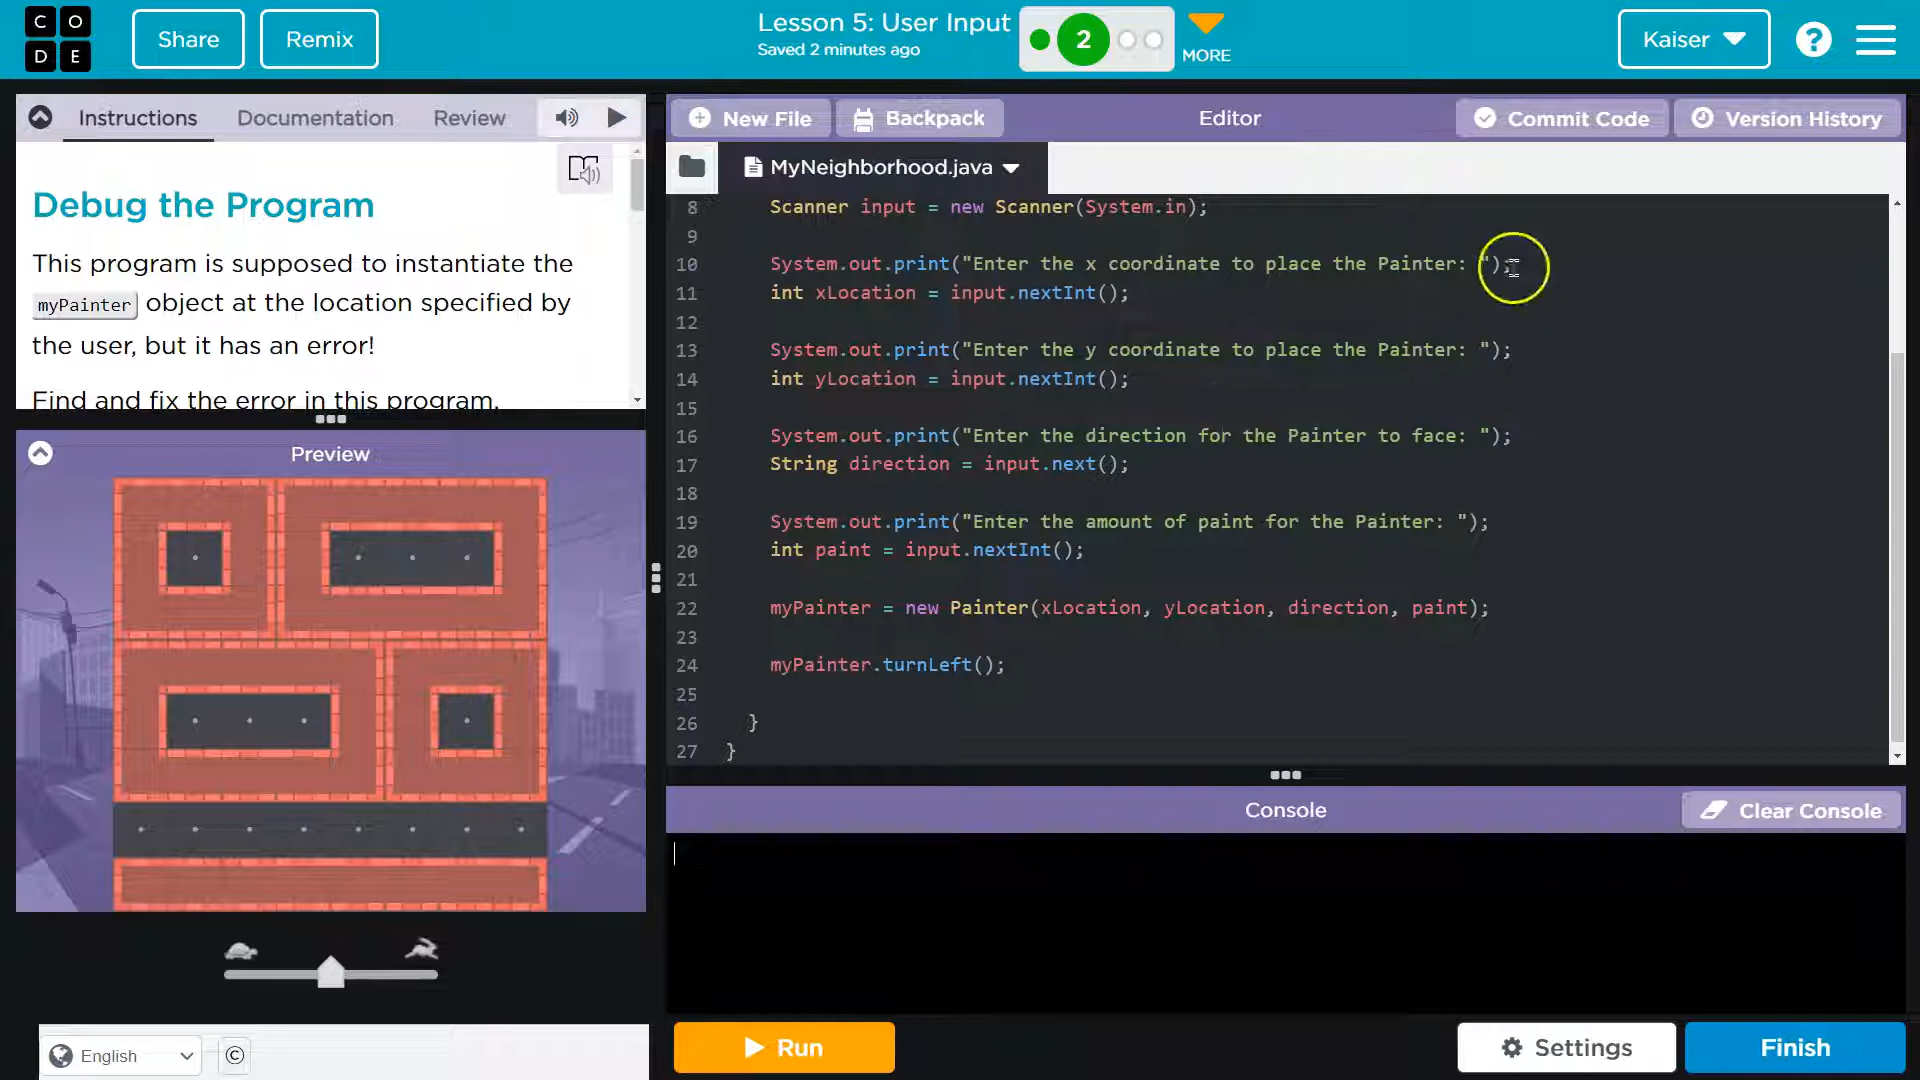 C O
D E
Share
Remix
Lesson 5: User Input
Saved 2 minutes ago
2
MORE
Kaiser
?
Instructions
Documentation
Review
Debug the Program
This program is supposed to instantiate the
myPainter object at the location specified by
the user, but it has an error!
Find and fix the error in this program.
Preview
English
©
New File
Backpack
Editor
Commit Code
Version History
MyNeighborhood.java
8 Scanner input = new Scanner(System.in);
9
10 System.out.print("Enter the x coordinate to place the Painter: ");
11 int xLocation = input.nextInt();
12
13 System.out.print("Enter the y coordinate to place the Painter: ");
14 int yLocation = input.nextInt();
15
16 System.out.print("Enter the direction for the Painter to face: ");
17 String direction = input.next();
18
19 System.out.print("Enter the amount of paint for the Painter: ");
20 int paint = input.nextInt();
21
22 myPainter = new Painter(xLocation, yLocation, direction, paint);
23
24 myPainter.turnLeft();
25
26 }
27 }
Console
Clear Console
Run
Settings
Finish